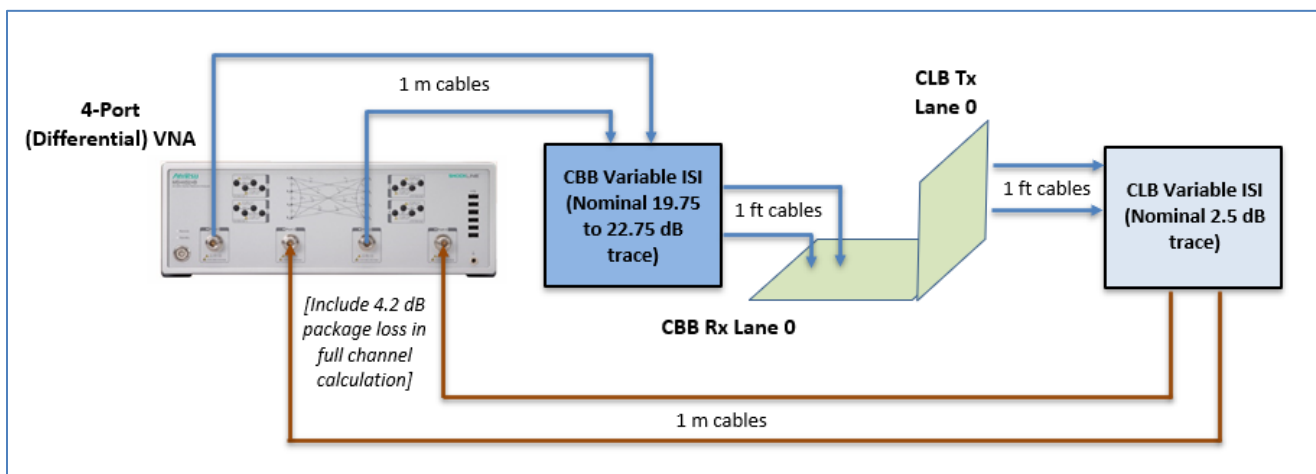 4-Port
(Differential) VNA
1 m cables
CBB Variable ISI
(Nominal 19.75
to 22.75 dB
trace)
1 ft cables
CBB Rx Lane 0
CLB Tx
Lane 0
1 ft cables
CLB Variable ISI
(Nominal 2.5 dB
trace)
[Include 4.2 dB
package loss in
full channel
calculation]
1 m cables